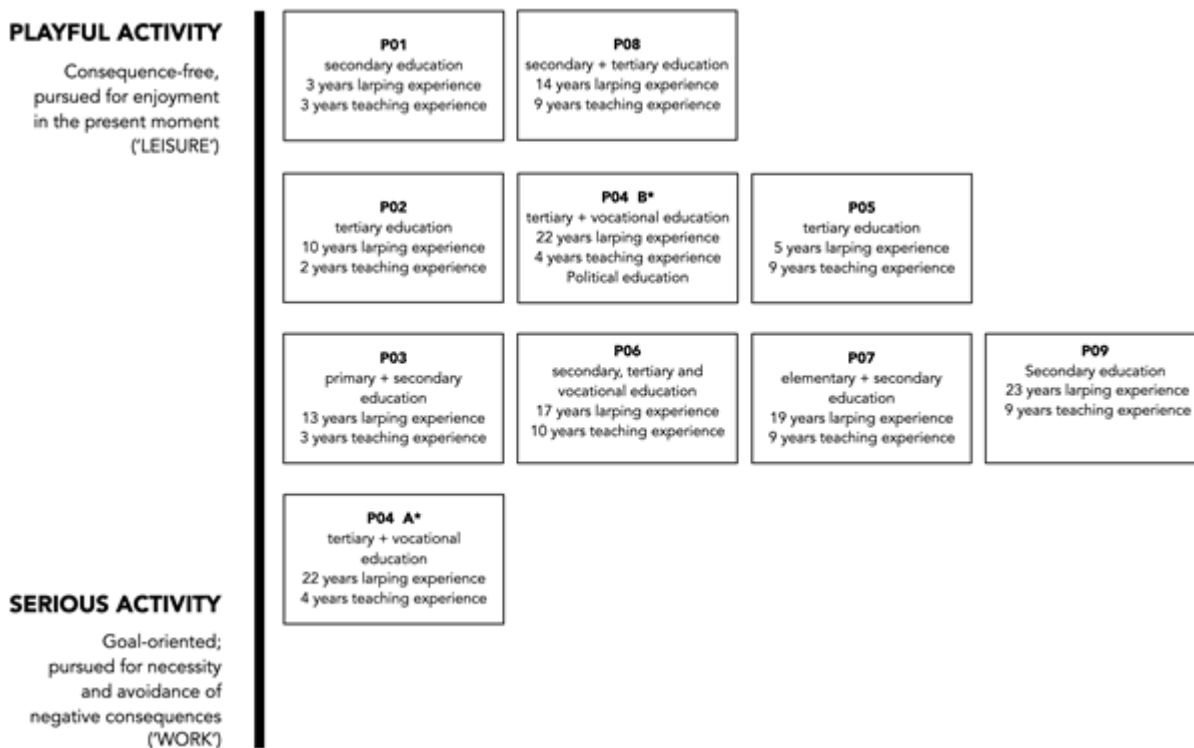 PLAYFUL ACTIVITY
Consequence-free,
pursued for enjoyment
in the present moment
('LEISURE')
P01
secondary education
3 years larping experience
3 years teaching experience
P08
secondary + tertiary education
14 years larping experience
9 years teaching experience
P02
tertiary education
10 years larping experience
2 years teaching experience
P04 B*
tertiary + vocational education
22 years larping experience
4 years teaching experience
Political education
P05
tertiary education
5 years larping experience
9 years teaching experience
P03
primary + secondary
education
13 years larping experience
3 years teaching experience
P06
secondary, tertiary and
vocational education
17 years larping experience
10 years teaching experience
P07
elementary + secondary
education
19 years larping experience
9 years teaching experience
P09
Secondary education
23 years larping experience
9 years teaching experience
P04 A*
tertiary + vocational
education
22 years larping experience
4 years teaching experience
SERIOUS ACTIVITY
Goal-oriented;
pursued for necessity
and avoidance of
negative consequences
('WORK')